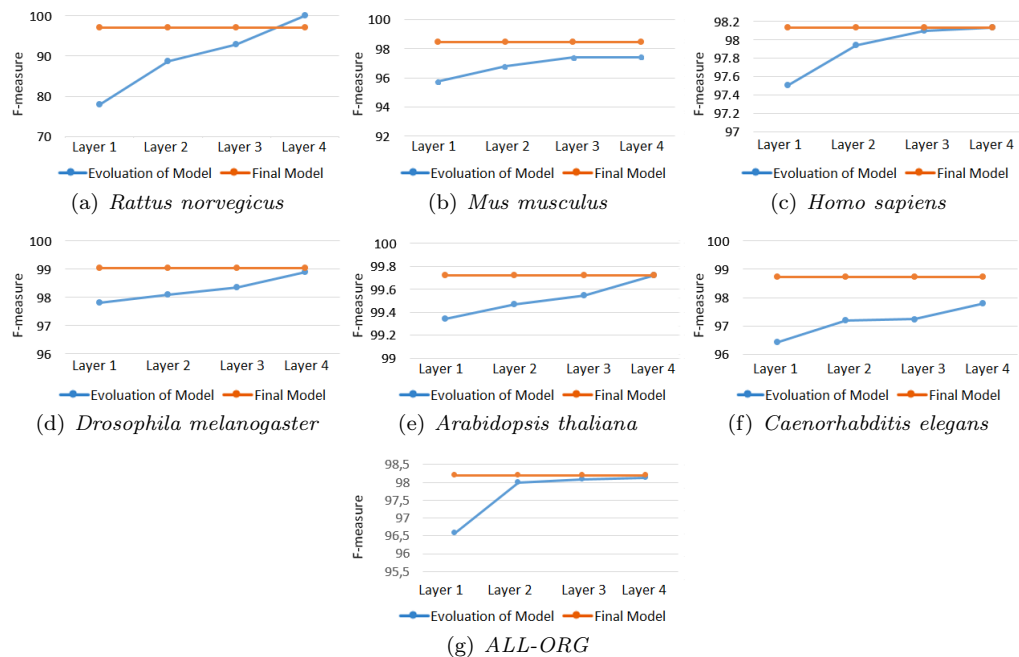 100
90
80
70
F-measure
Layer 1 Layer 2 Layer 3 Layer 4
Evoluation of Model Final Model
(a) Rattus norvegicus
100
98
96
94
92
F-measure
Layer 1 Layer 2 Layer 3 Layer 4
Evoluation of Model Final Model
(b) Mus musculus
98.2
98
97.8
97.6
97.4
97.2
97
F-measure
Layer 1 Layer 2 Layer 3 Layer 4
Evoluation of Model Final Model
(c) Homo sapiens
100
99
98
97
96
F-measure
Layer 1 Layer 2 Layer 3 Layer 4
Evoluation of Model Final Model
(d) Drosophila melanogaster
100
99.8
99.6
99.4
99.2
99
F-measure
Layer 1 Layer 2 Layer 3 Layer 4
Evoluation of Model Final Model
(e) Arabidopsis thaliana
100
99
98
97
96
F-measure
Layer 1 Layer 2 Layer 3 Layer 4
Evoluation of Model Final Model
(f) Caenorhabditis elegans
98,5
98
97,5
97
96,5
96
95,5
F-measure
Layer 1 Layer 2 Layer 3 Layer 4
Evoluation of Model Final Model
(g) ALL-ORG